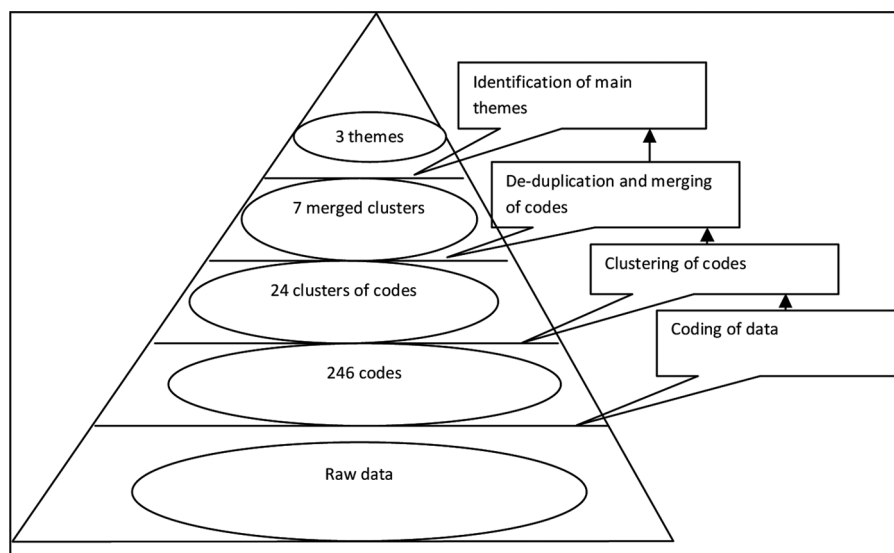 Identification of main
themes
3 themes
De-duplication and merging
of codes
7 merged clusters
Clustering of codes
24 clusters of codes
Coding of data
246 codes
Raw data